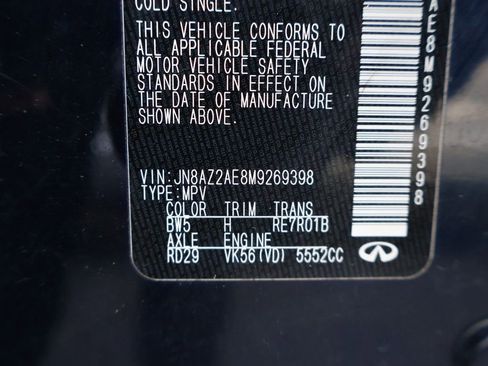 COLD SINGLE.
THIS VEHICLE CONFORMS TO
ALL APPLICABLE FEDERAL
MOTOR VEHICLE SAFETY
STANDARDS IN EFFECT ON
THE DATE OF MANUFACTURE
SHOWN ABOVE.
VIN:JN8AZ2AE8M9269398
TYPE:MPV
COLOR TRIM TRANS
BW5 H RE7R01B
AXLE ENGINE
RD29 VK56(VD) 5552CC
AE8M9269398